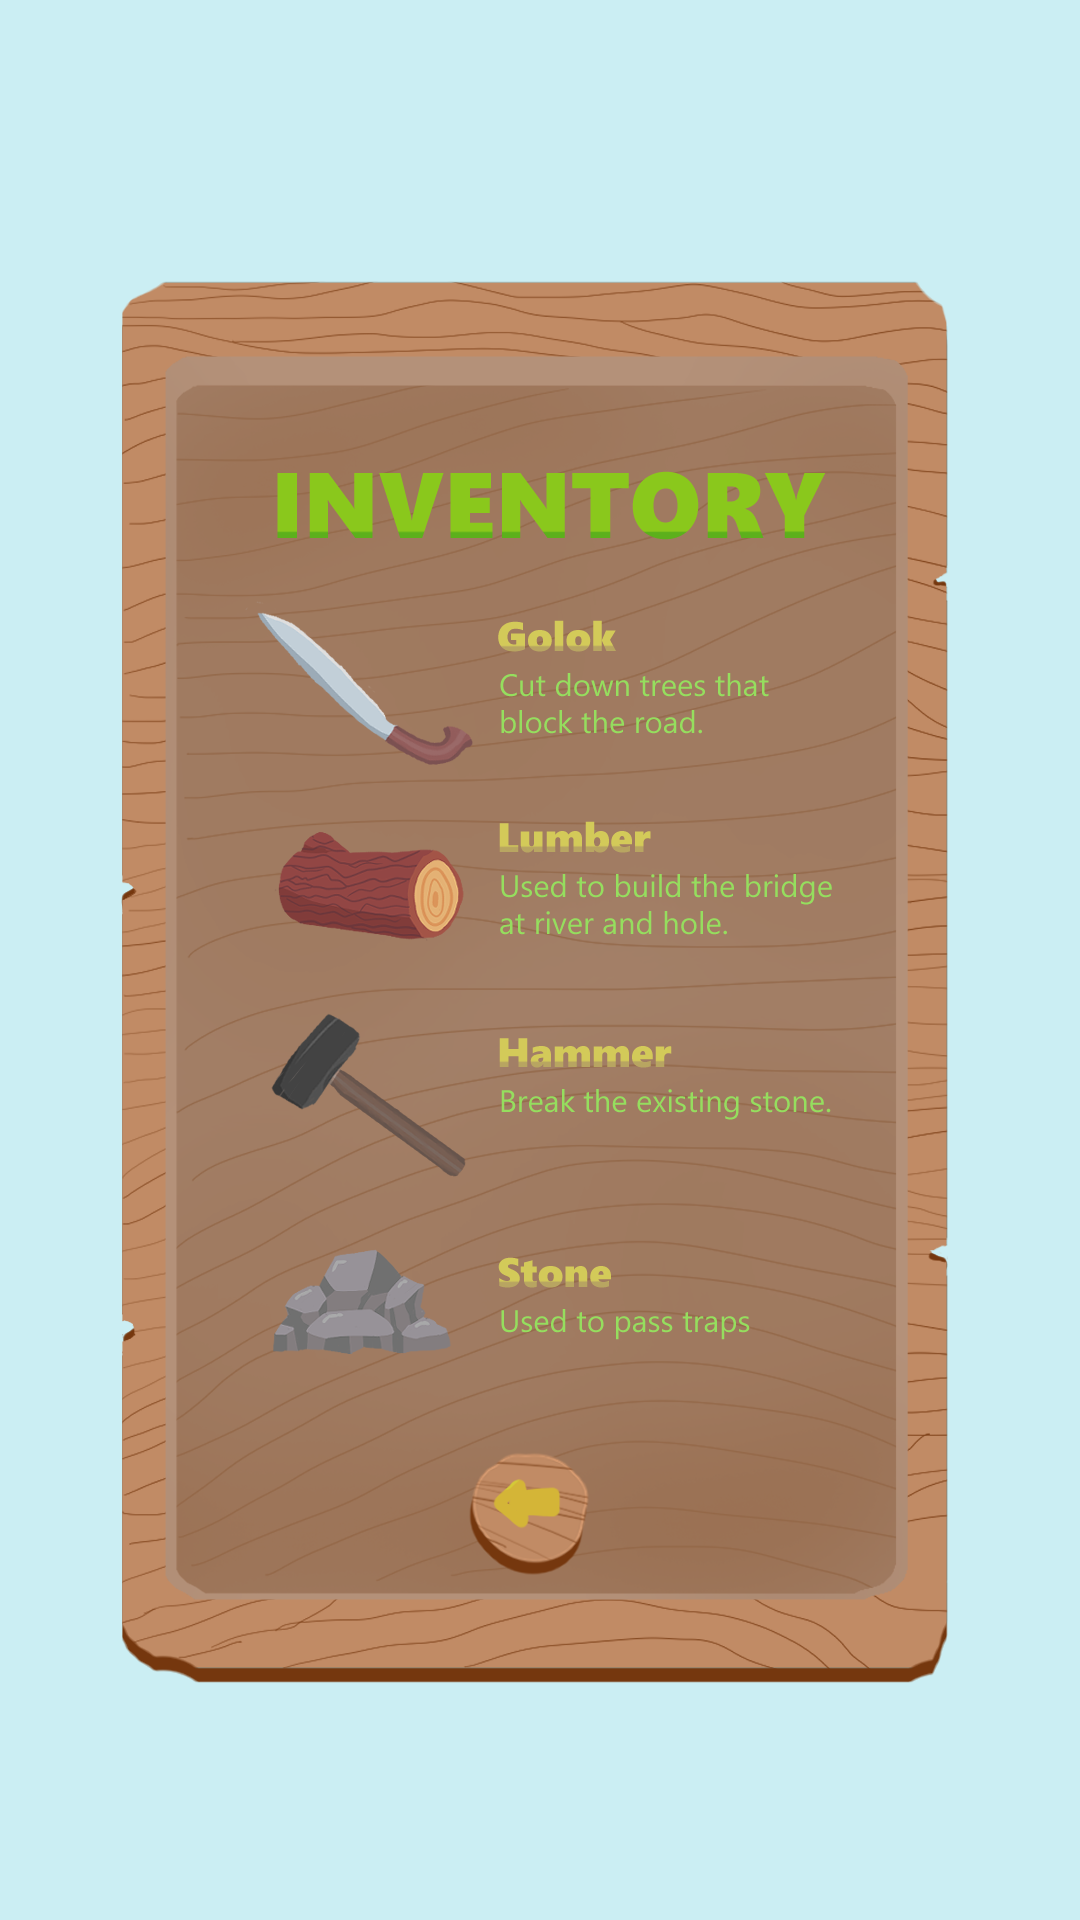 INVENTORY
Golok
Cut down trees that
block the road.
Lumber
Used to build the bridge
at river and hole.
Hammer
Break the existing stone.
Stone
Used to pass traps